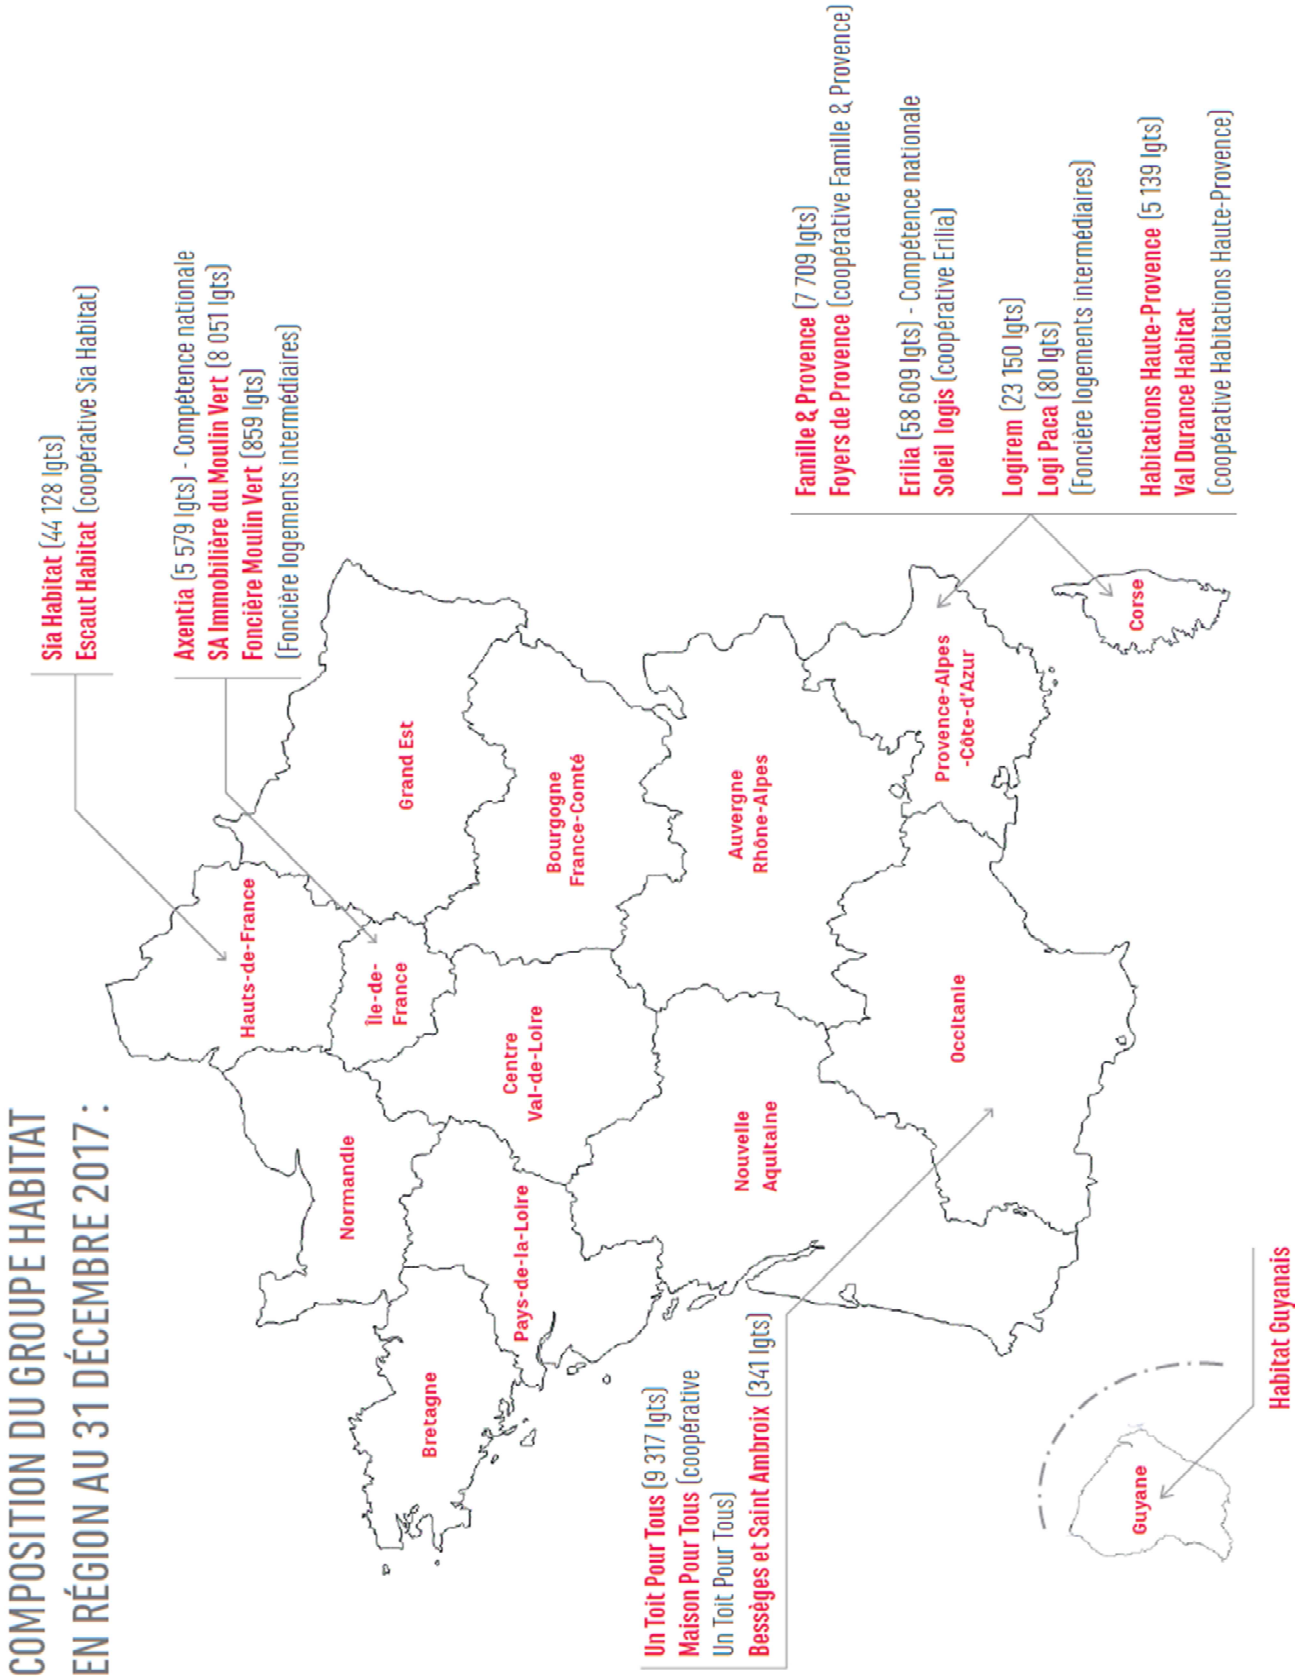 COMPOSITION DU GROUPE HABITAT
EN RÉGION AU 31 DÉCEMBRE 2017 :
Sia Habitat (44 128 lgts)
Escaut Habitat (coopérative Sia Habitat)
Axentia (5 579 lgts) - Compétence nationale
SA Immobilière du Moulin Vert (8 051 lgts)
Foncière Moulin Vert (859 lgts)
(Foncière logements intermédiaires)
Hauts-de-France
Normandie
Île-de-
France
Grand Est
Bretagne
Pays-de-la-Loire
Centre
Val-de-Loire
Bourgogne
France-Comté
Nouvelle
Aquitaine
Auvergne
Rhône-Alpes
Occitanie
Provence-Alpes
-Côte-d'Azur
Corse
Un Toit Pour Tous (9 317 lgts)
Maison Pour Tous (coopérative
Un Toit Pour Tous)
Bessèges et Saint Ambroix (341 lgts)
Famille & Provence (7 709 lgts)
Foyers de Provence (coopérative Famille & Provence)
Erilia (58 609 lgts) - Compétence nationale
Soleil logis (coopérative Erilia)
Logirem (23 150 lgts)
Logi Paca (80 lgts)
(Foncière logements intermédiaires)
Habitations Haute-Provence (5 139 lgts)
Val Durance Habitat
(coopérative Habitations Haute-Provence)
Guyane
Habitat Guyanais